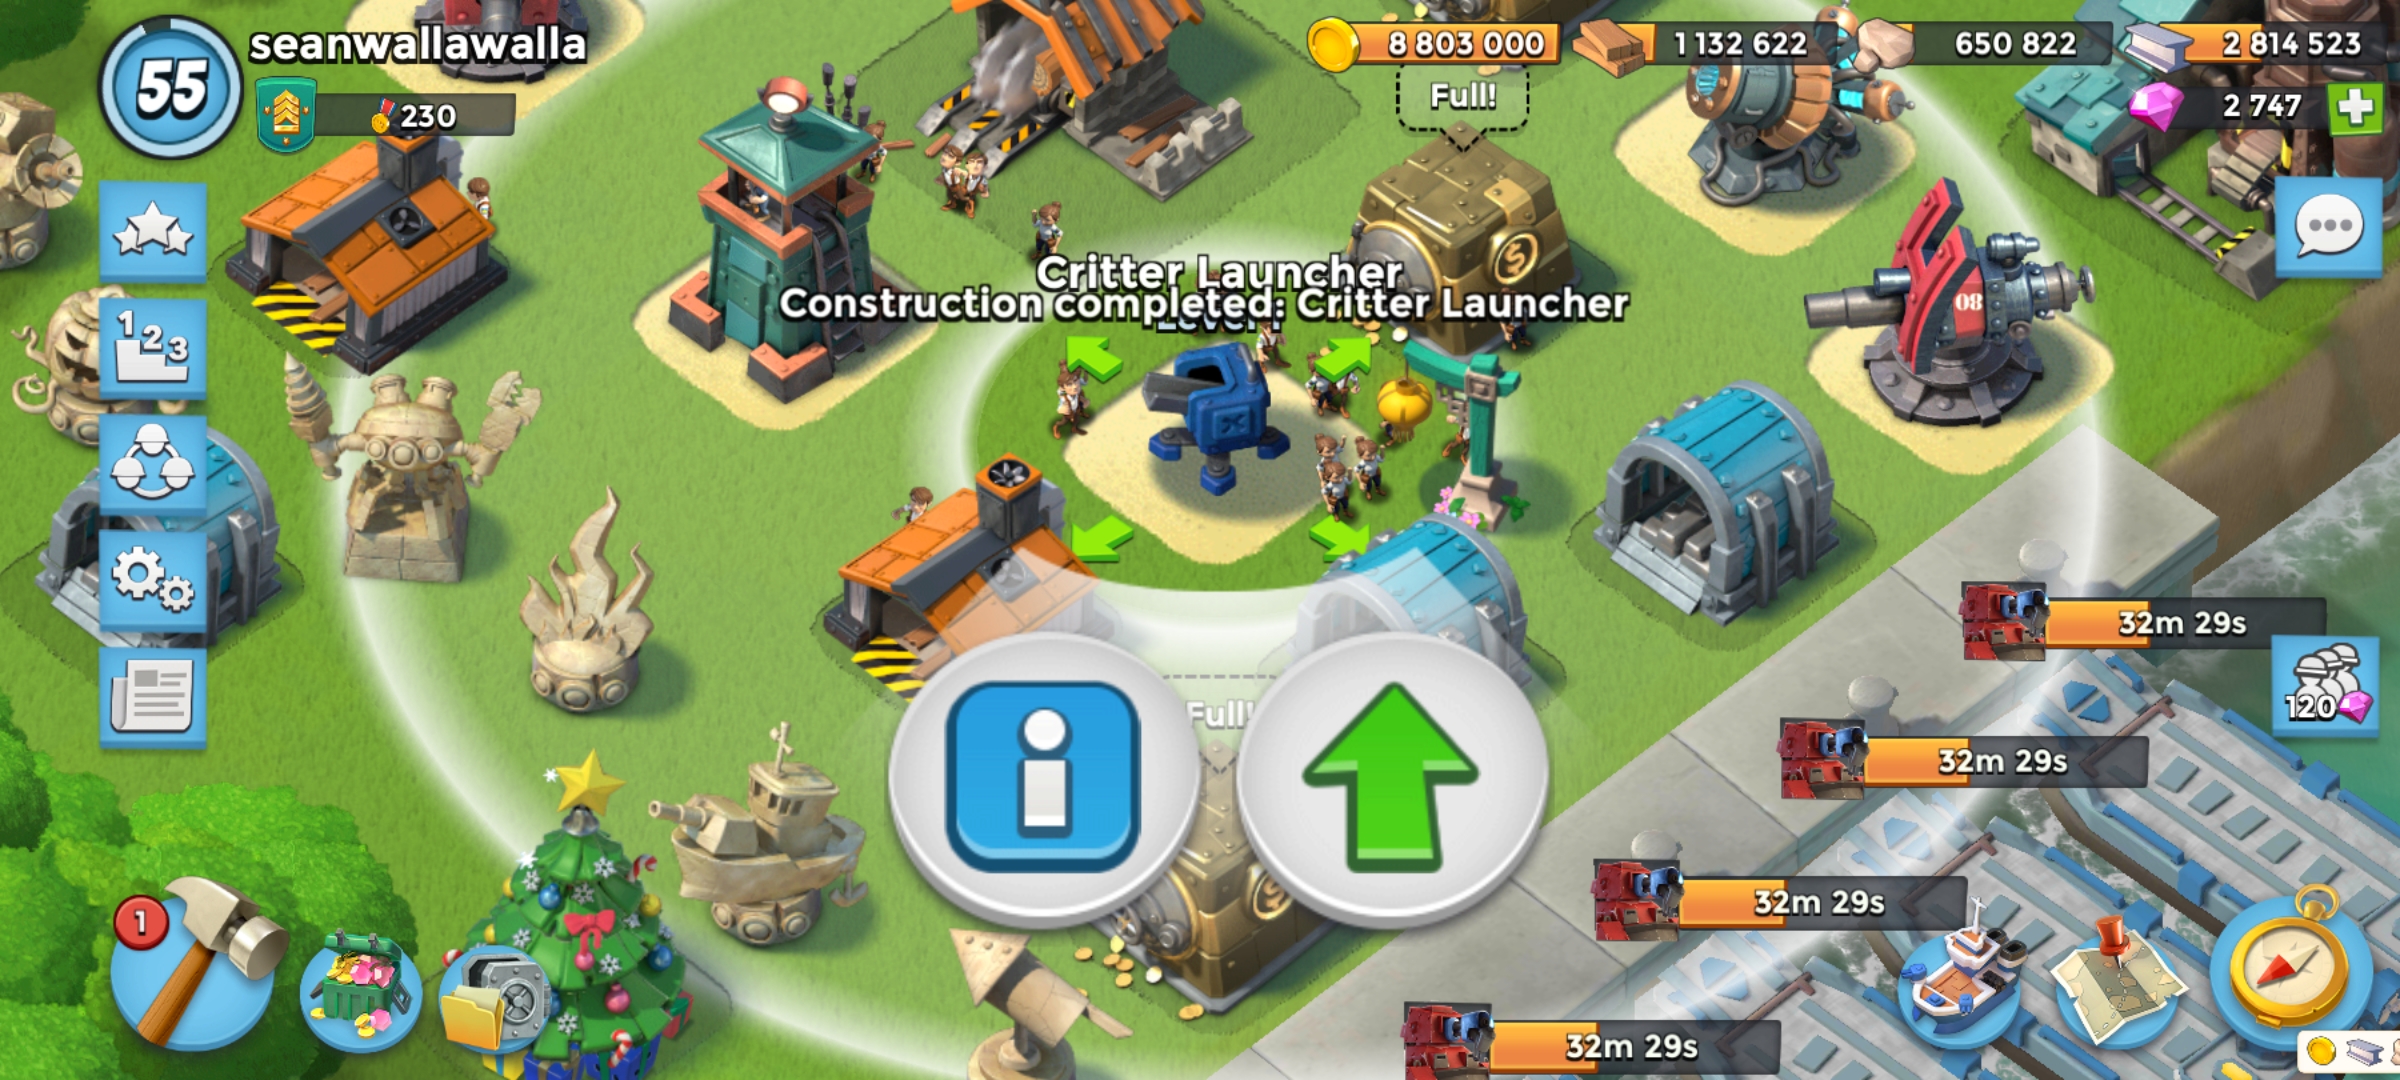 55
seanwallawalla
230
8 803 000
1 132 622
650 822
2 814 523
2 747
Full!
Critter Launcher
Construction completed: Critter Launcher
08
1 2 3
32m 29s
120
32m 29s
Full!
32m 29s
1
32m 29s